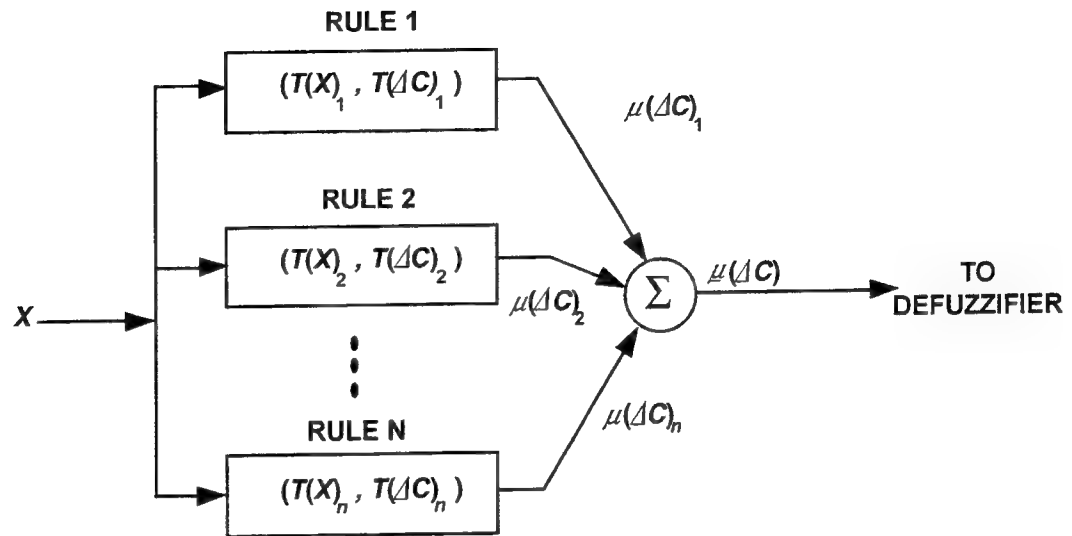 RULE 1
(T(X)₁ , T(ΔC)₁ )
μ(ΔC)₁
RULE 2
(T(X)₂ , T(ΔC)₂ )
μ(ΔC)₂
Σ
μ(ΔC)
TO
DEFUZZIFIER
X
RULE N
(T(X)ₙ , T(ΔC)ₙ )
μ(ΔC)ₙ